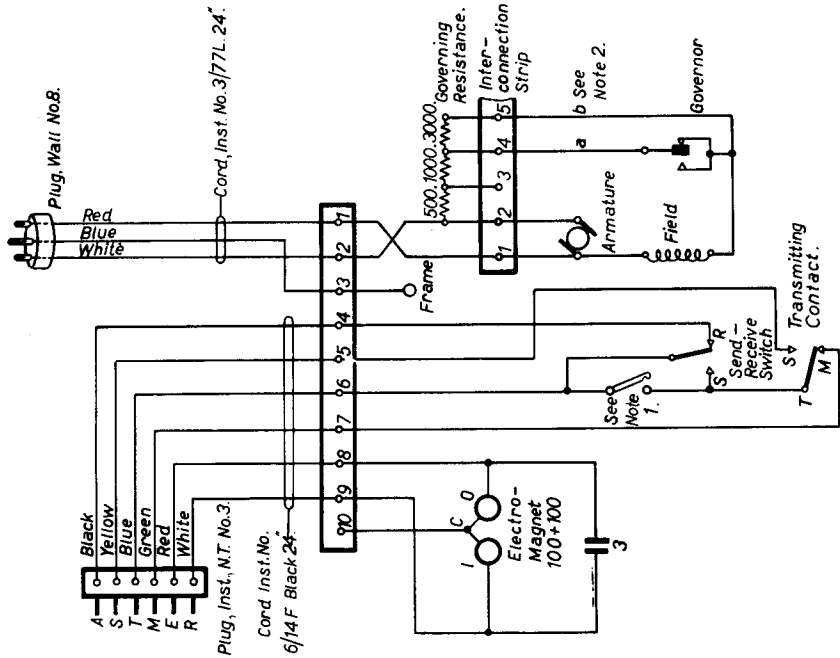 Plug, Wall No.8.
Red
Blue
White
Cord, Inst. No. 3/77L. 24".
Black
Yellow
Blue
Green
Red
White
A
S
T
M
E
R
Plug, Inst., N.T. No.3.
Cord Inst. No.
6/14 F Black 24".
1
2
3
4
5
6
7
8
9
10
Frame
500. 1000. 3000.
Governing
Resistance.
Inter-
connection
Strip
1
2
3
4
5
a
b See
Note 2.
Armature
Field
Governor
R
S
Send-
Receive
Switch
See
Note
1.
Transmitting
Contact.
S
T
M
C
I
O
Electro-
Magnet
100+100
3